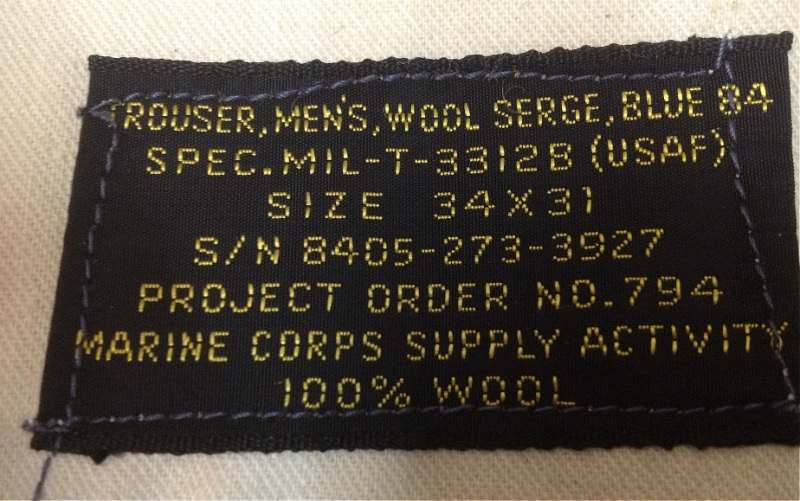 TROUSER, MEN'S, WOOL SERGE, BLUE 84
SPEC. MIL-T-3312B (USAF)
SIZE 34X31
S/N 8405-273-3927
PROJECT ORDER NO. 794
MARINE CORPS SUPPLY ACTIVITY
100% WOOL